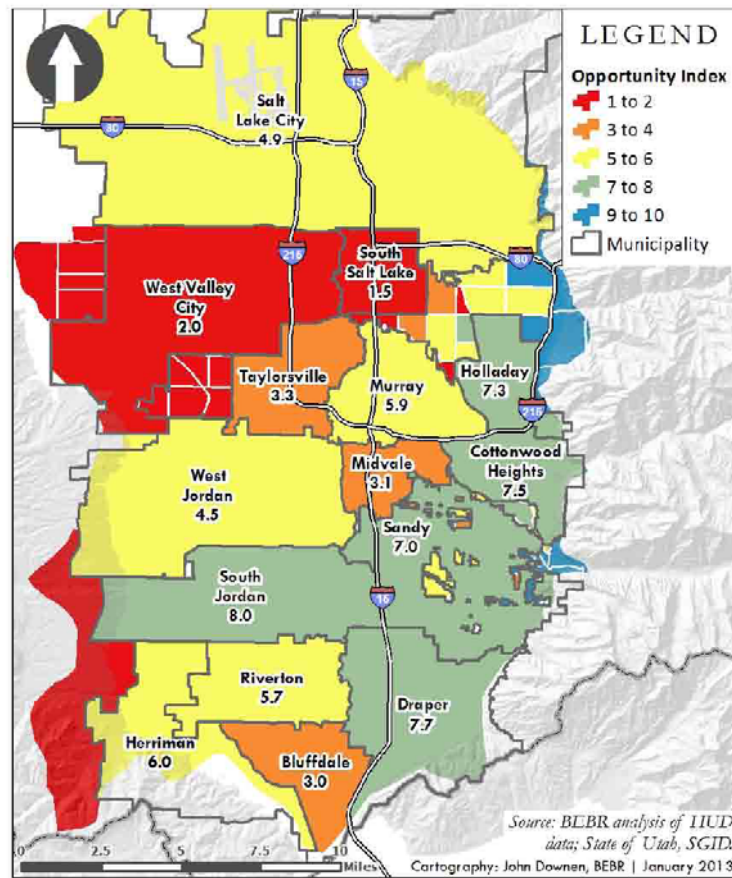 LEGEND
Opportunity Index
1 to 2
3 to 4
5 to 6
7 to 8
9 to 10
Municipality
15
Salt
Lake City
4.9
80
215
80
South
Salt Lake
1.5
West Valley
City
2.0
Holladay
7.3
Taylorsville
3.3
Murray
5.9
215
Cottonwood
Heights
7.5
Midvale
3.1
West
Jordan
4.5
Sandy
7.0
South
Jordan
8.0
15
Riverton
5.7
Draper
7.7
Herriman
6.0
Bluffdale
3.0
Source: BEBR analysis of HUD
data; State of Utah, SGID.
0 2.5 5 7.5 10
Miles
Cartography: John Downen, BEBR | January 2013